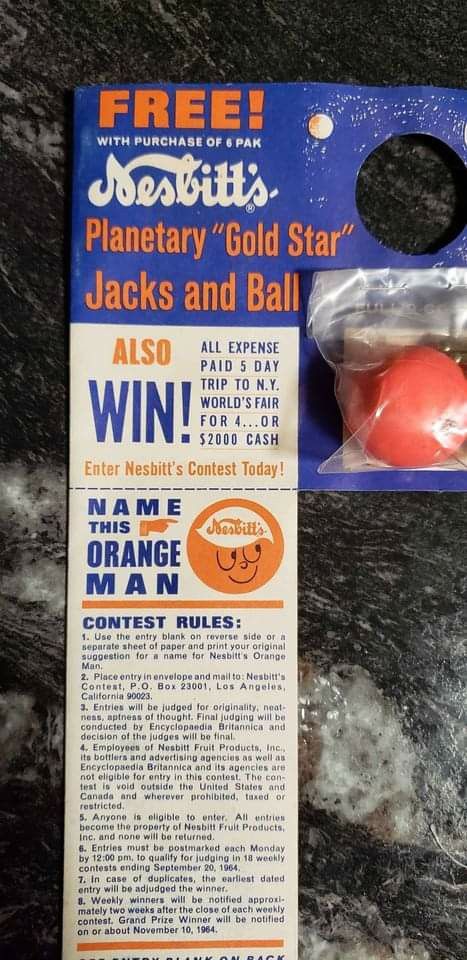 FREE!
WITH PURCHASE OF 6 PAK
Nesbitt's®
Planetary "Gold Star"
Jacks and Ball
ALSO
WIN!
ALL EXPENSE
PAID 5 DAY
TRIP TO N.Y.
WORLD'S FAIR
FOR 4...OR
$2000 CASH
Enter Nesbitt's Contest Today!
NAME
THIS
ORANGE
MAN
Nesbitt's
CONTEST RULES:
1. Use the entry blank on reverse side or a
separate sheet of paper and print your original
suggestion for a name for Nesbitt's Orange
Man.
2. Place entry in envelope and mail to: Nesbitt's
Contest, P.O. Box 23001, Los Angeles,
California 90023.
3. Entries will be judged for originality, neat-
ness, aptness of thought. Final judging will be
conducted by Encyclopaedia Britannica and
decision of the judges will be final.
4. Employees of Nesbitt Fruit Products, Inc.,
its bottlers and advertising agencies as well as
Encyclopaedia Britannica and its agencies are
not eligible for entry in this contest. The con-
test is void outside the United States and
Canada and wherever prohibited, taxed or
restricted.
5. Anyone is eligible to enter. All entries
become the property of Nesbitt Fruit Products,
Inc. and none will be returned.
6. Entries must be postmarked each Monday
by 12:00 pm. to qualify for judging in 18 weekly
contests ending September 20, 1964.
7. In case of duplicates, the earliest dated
entry will be adjudged the winner.
8. Weekly winners will be notified approxi-
mately two weeks after the close of each weekly
contest. Grand Prize Winner will be notified
on or about November 10, 1964.
ENTRY BLANK ON BACK